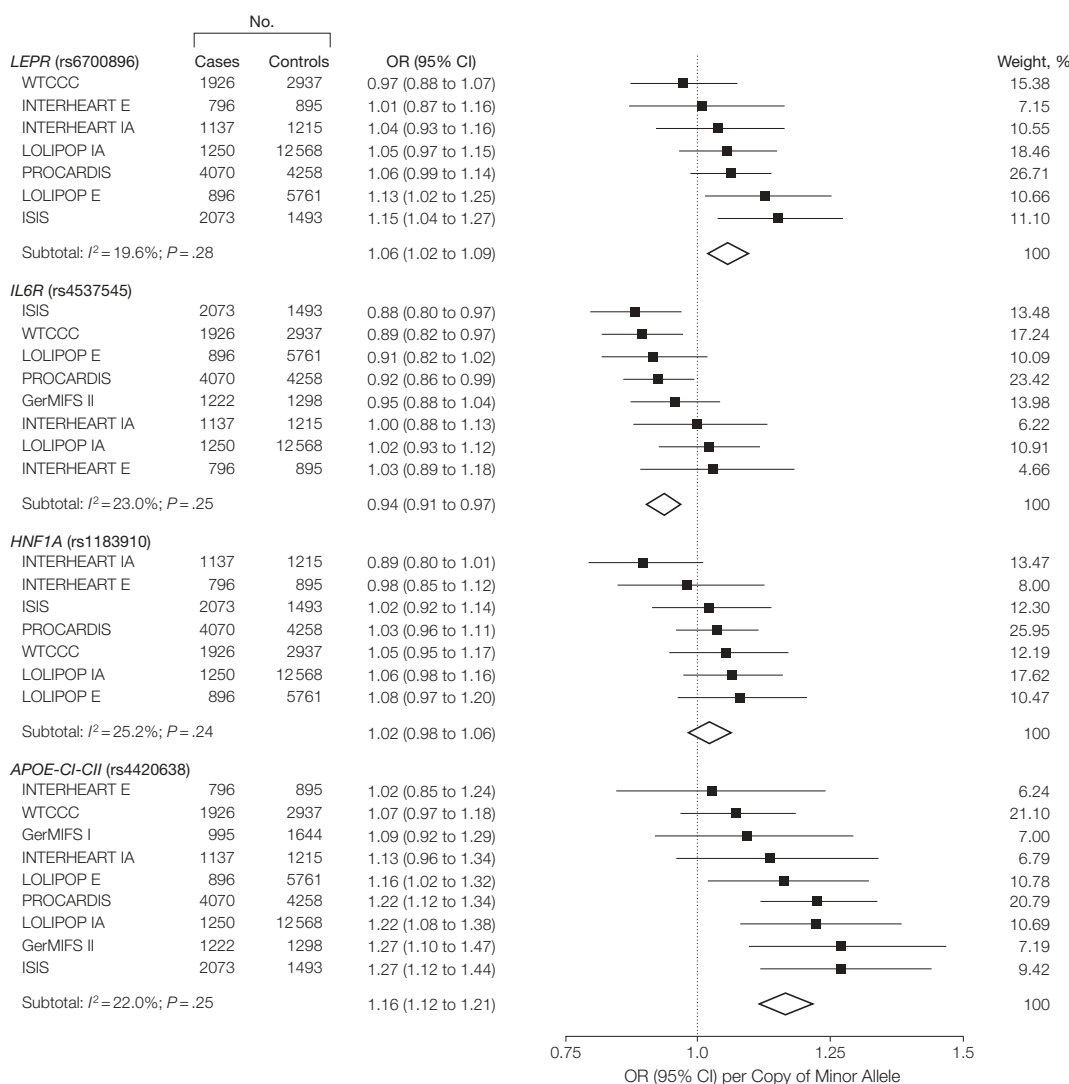 No.
LEPR (rs6700896) Cases Controls OR (95% CI) Weight, %
WTCCC 1926 2937 0.97 (0.88 to 1.07) 15.38
INTERHEART E 796 895 1.01 (0.87 to 1.16) 7.15
INTERHEART IA 1137 1215 1.04 (0.93 to 1.16) 10.55
LOLIPOP IA 1250 12 568 1.05 (0.97 to 1.15) 18.46
PROCARDIS 4070 4258 1.06 (0.99 to 1.14) 26.71
LOLIPOP E 896 5761 1.13 (1.02 to 1.25) 10.66
ISIS 2073 1493 1.15 (1.04 to 1.27) 11.10
Subtotal: I² = 19.6%; P = .28 1.06 (1.02 to 1.09) 100
IL6R (rs4537545)
ISIS 2073 1493 0.88 (0.80 to 0.97) 13.48
WTCCC 1926 2937 0.89 (0.82 to 0.97) 17.24
LOLIPOP E 896 5761 0.91 (0.82 to 1.02) 10.09
PROCARDIS 4070 4258 0.92 (0.86 to 0.99) 23.42
GerMIFS II 1222 1298 0.95 (0.88 to 1.04) 13.98
INTERHEART IA 1137 1215 1.00 (0.88 to 1.13) 6.22
LOLIPOP IA 1250 12 568 1.02 (0.93 to 1.12) 10.91
INTERHEART E 796 895 1.03 (0.89 to 1.18) 4.66
Subtotal: I² = 23.0%; P = .25 0.94 (0.91 to 0.97) 100
HNF1A (rs1183910)
INTERHEART IA 1137 1215 0.89 (0.80 to 1.01) 13.47
INTERHEART E 796 895 0.98 (0.85 to 1.12) 8.00
ISIS 2073 1493 1.02 (0.92 to 1.14) 12.30
PROCARDIS 4070 4258 1.03 (0.96 to 1.11) 25.95
WTCCC 1926 2937 1.05 (0.95 to 1.17) 12.19
LOLIPOP IA 1250 12 568 1.06 (0.98 to 1.16) 17.62
LOLIPOP E 896 5761 1.08 (0.97 to 1.20) 10.47
Subtotal: I² = 25.2%; P = .24 1.02 (0.98 to 1.06) 100
APOE-CI-CII (rs4420638)
INTERHEART E 796 895 1.02 (0.85 to 1.24) 6.24
WTCCC 1926 2937 1.07 (0.97 to 1.18) 21.10
GerMIFS I 995 1644 1.09 (0.92 to 1.29) 7.00
INTERHEART IA 1137 1215 1.13 (0.96 to 1.34) 6.79
LOLIPOP E 896 5761 1.16 (1.02 to 1.32) 10.78
PROCARDIS 4070 4258 1.22 (1.12 to 1.34) 20.79
LOLIPOP IA 1250 12 568 1.22 (1.08 to 1.38) 10.69
GerMIFS II 1222 1298 1.27 (1.10 to 1.47) 7.19
ISIS 2073 1493 1.27 (1.12 to 1.44) 9.42
Subtotal: I² = 22.0%; P = .25 1.16 (1.12 to 1.21) 100
0.75 1.0 1.25 1.5
OR (95% CI) per Copy of Minor Allele